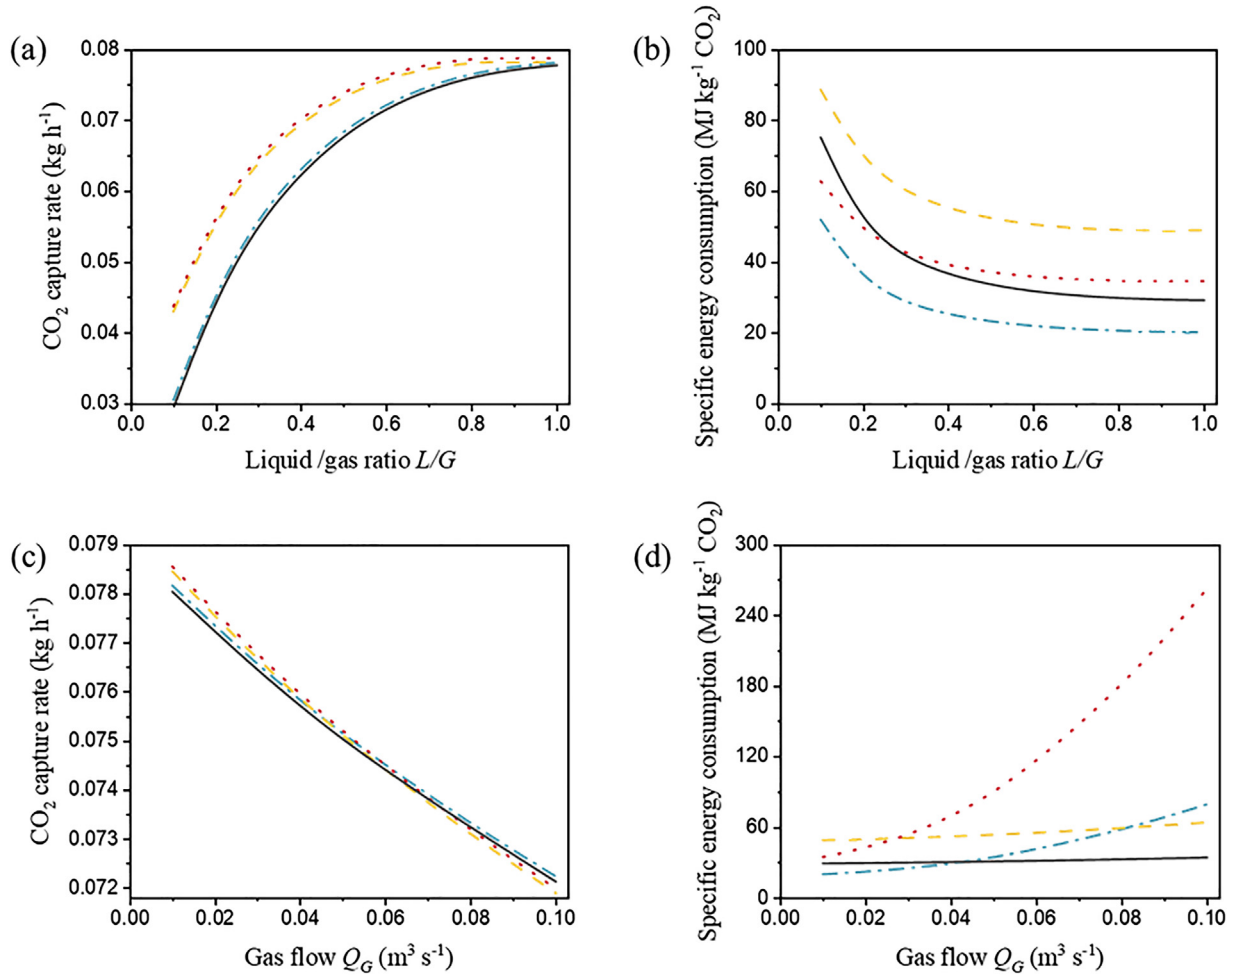 (a)
CO₂ capture rate (kg h⁻¹)
0.08
0.07
0.06
0.05
0.04
0.03
0.0 0.2 0.4 0.6 0.8 1.0
Liquid /gas ratio L/G
(b)
Specific energy consumption (MJ kg⁻¹ CO₂)
100
80
60
40
20
0
0.0 0.2 0.4 0.6 0.8 1.0
Liquid /gas ratio L/G
(c)
CO₂ capture rate (kg h⁻¹)
0.079
0.078
0.077
0.076
0.075
0.074
0.073
0.072
0.00 0.02 0.04 0.06 0.08 0.10
Gas flow Q_G (m³ s⁻¹)
(d)
Specific energy consumption (MJ kg⁻¹ CO₂)
300
240
180
120
60
0
0.00 0.02 0.04 0.06 0.08 0.10
Gas flow Q_G (m³ s⁻¹)